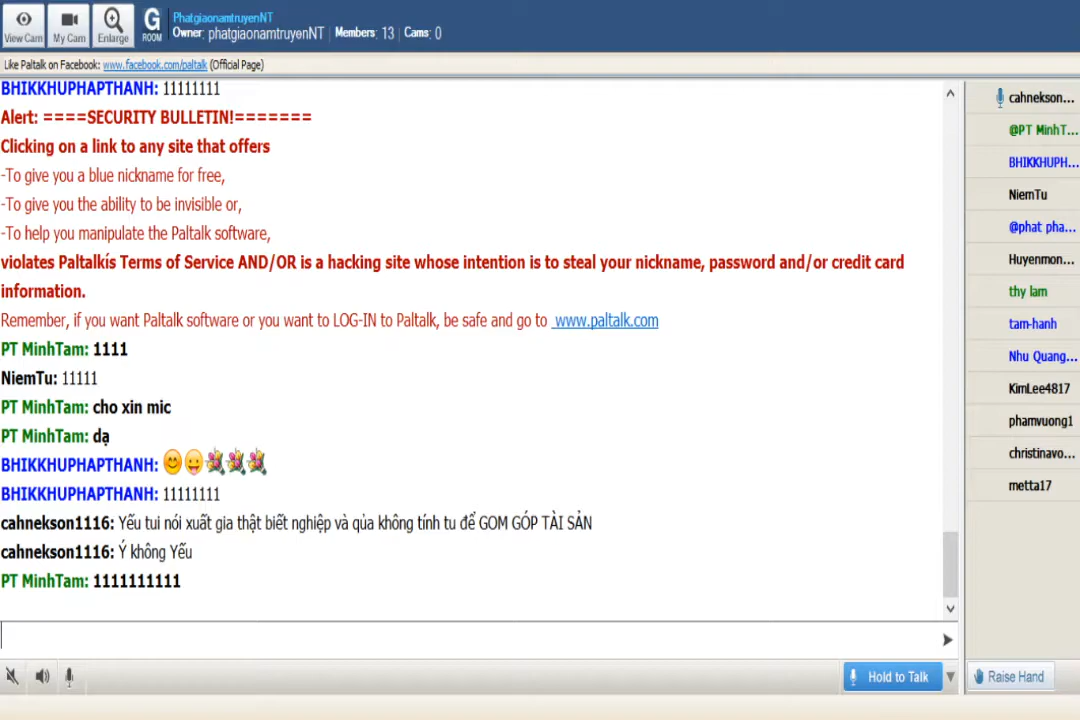 View Cam
My Cam
Enlarge
G
ROOM
PhatgiaonamtruyenNT
Owner: phatgiaonamtruyenNT | Members: 13 | Cams: 0
Like Paltalk on Facebook: www.facebook.com/paltalk (Official Page)
BHIKKHUPHAPTHANH: 11111111
Alert: ====SECURITY BULLETIN!=======
Clicking on a link to any site that offers
-To give you a blue nickname for free,
-To give you the ability to be invisible or,
-To help you manipulate the Paltalk software,
violates Paltalkís Terms of Service AND/OR is a hacking site whose intention is to steal your nickname, password and/or credit card
information.
Remember, if you want Paltalk software or you want to LOG-IN to Paltalk, be safe and go to www.paltalk.com
PT MinhTam: 1111
NiemTu: 11111
PT MinhTam: cho xin mic
PT MinhTam: dạ
BHIKKHUPHAPTHANH:
BHIKKHUPHAPTHANH: 11111111
cahnekson1116: Yếu tui nói xuất gia thật biết nghiệp và qủa không tính tu để GOM GÓP TÀI SẢN
cahnekson1116: Ý không Yếu
PT MinhTam: 1111111111
cahnekson...
@PT MinhT...
BHIKKHUPH...
NiemTu
@phat pha...
Huyenmon...
thy lam
tam-hanh
Nhu Quang...
KimLee4817
phamvuong1
christinavo...
metta17
Hold to Talk
Raise Hand